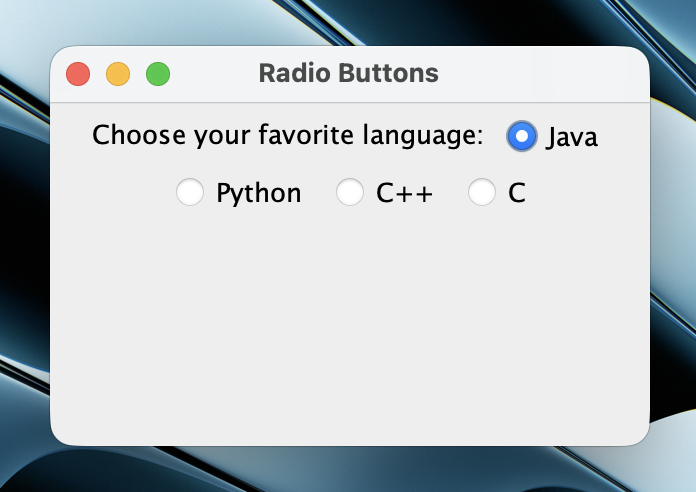 Radio Buttons
Choose your favorite language: Java
Python C++ C